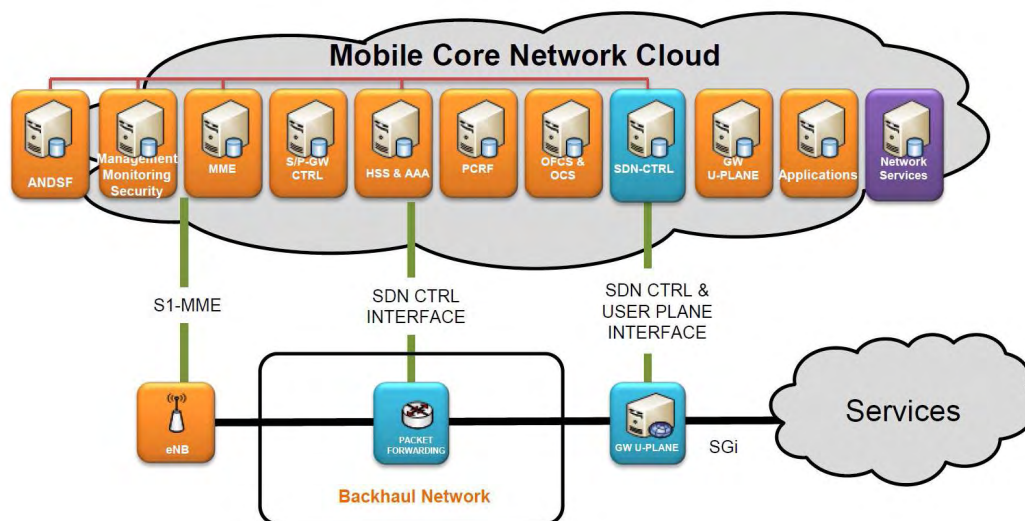 Mobile Core Network Cloud
ANDSF
Management
Monitoring
Security
MME
S/P-GW
CTRL
HSS & AAA
PCRF
OFCS &
OCS
SDN-CTRL
GW
U-PLANE
Applications
Network
Services
S1-MME
SDN CTRL
INTERFACE
SDN CTRL &
USER PLANE
INTERFACE
eNB
PACKET
FORWARDING
GW U-PLANE
SGi
Services
Backhaul Network